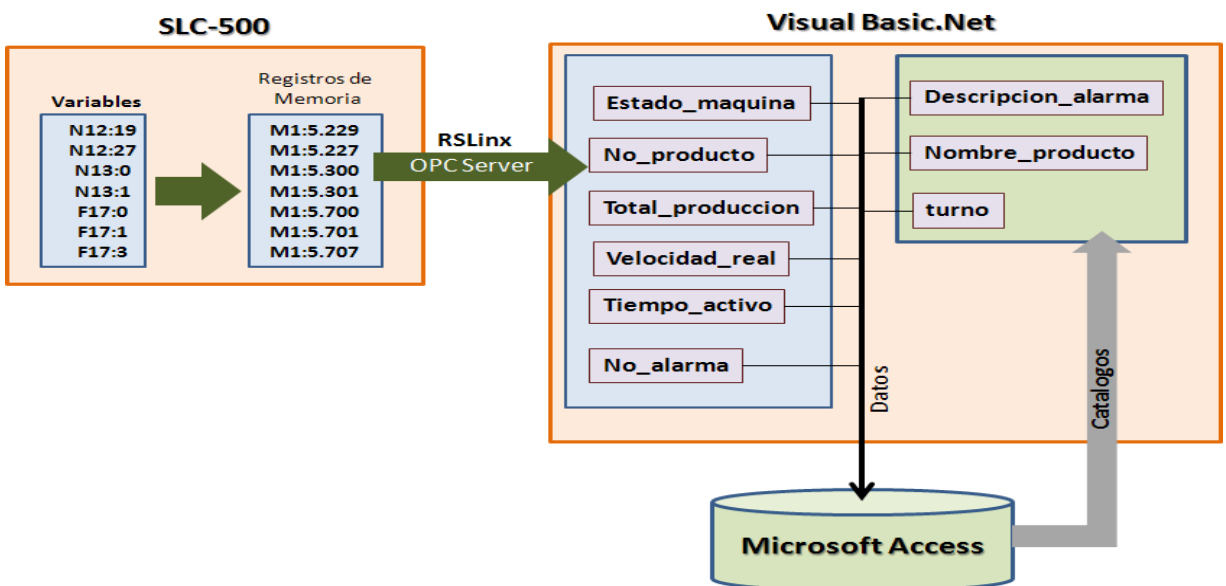 SLC-500
Variables
N12:19
N12:27
N13:0
N13:1
F17:0
F17:1
F17:3
Registros de
Memoria
M1:5.229
M1:5.227
M1:5.300
M1:5.301
M1:5.700
M1:5.701
M1:5.707
RSLinx
OPC Server
Visual Basic.Net
Estado_maquina
No_producto
Total_produccion
Velocidad_real
Tiempo_activo
No_alarma
Descripcion_alarma
Nombre_producto
turno
Datos
Catalogos
Microsoft Access